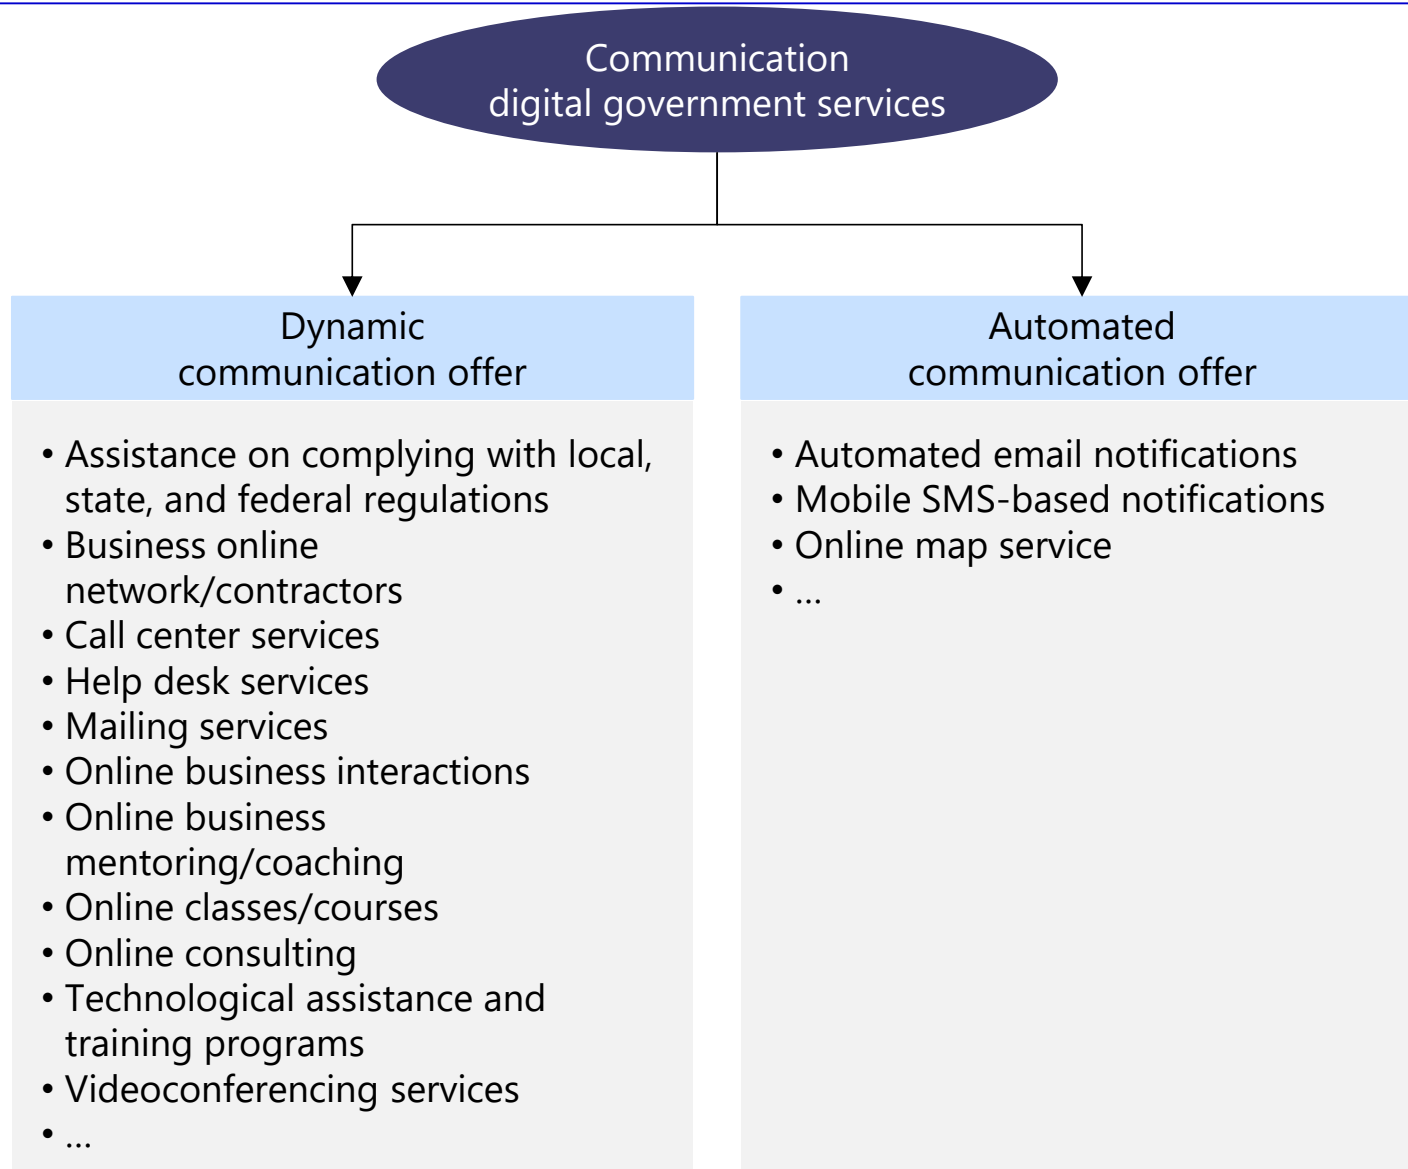 Communication
digital government services
Dynamic
communication offer
• Assistance on complying with local,
state, and federal regulations
• Business online
network/contractors
• Call center services
• Help desk services
• Mailing services
• Online business interactions
• Online business
mentoring/coaching
• Online classes/courses
• Online consulting
• Technological assistance and
training programs
• Videoconferencing services
• ...
Automated
communication offer
• Automated email notifications
• Mobile SMS-based notifications
• Online map service
• ...